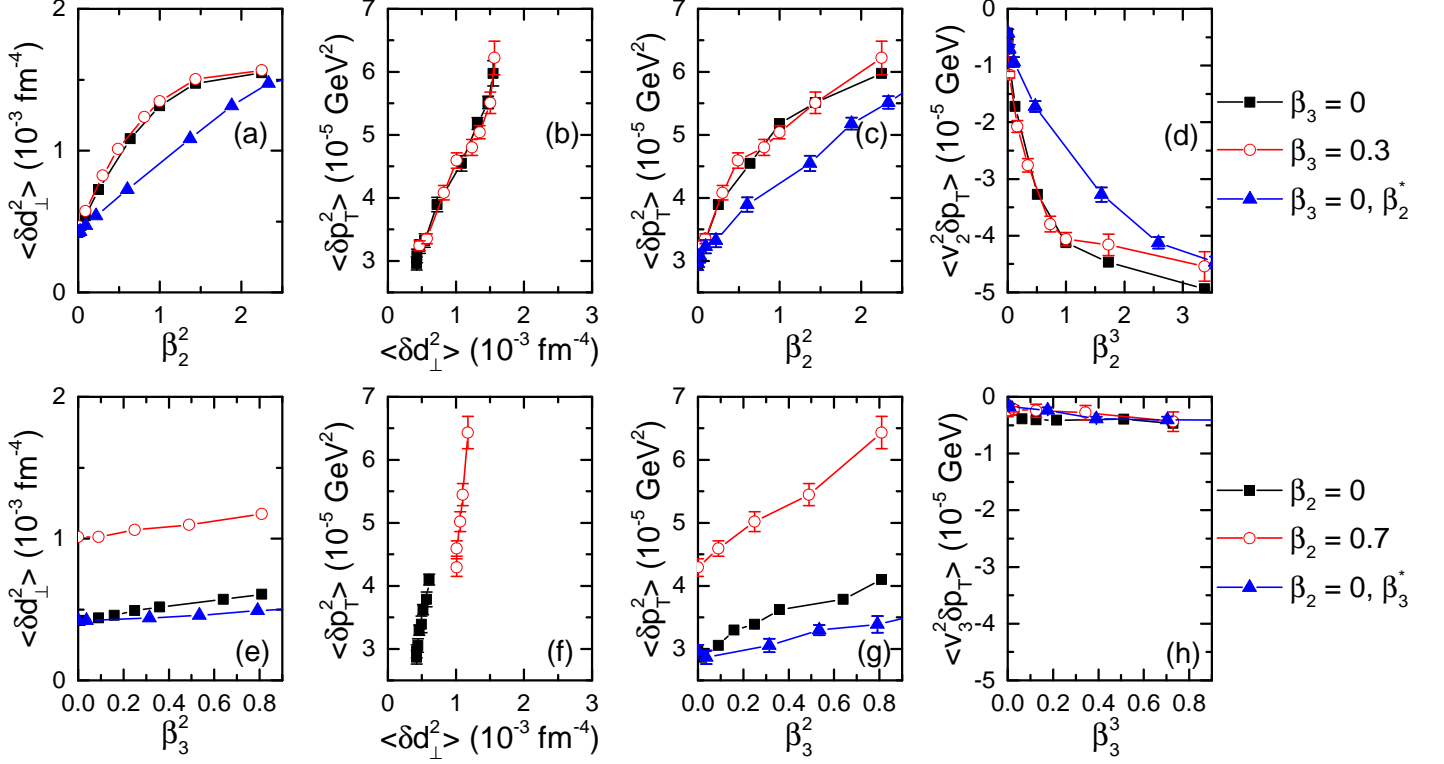 2
1
0
<δd⊥²> (10⁻³ fm⁻⁴)
(a)
0 1 2
β₂²
7
6
5
4
3
<δp_T²> (10⁻⁵ GeV²)
(b)
0 1 2 3
<δd⊥²> (10⁻³ fm⁻⁴)
7
6
5
4
3
<δp_T²> (10⁻⁵ GeV²)
(c)
0 1 2
β₂²
0
-1
-2
-3
-4
-5
<v₂²δp_T> (10⁻⁵ GeV)
(d)
0 1 2 3
β₂³
β₃ = 0
β₃ = 0.3
β₃ = 0, β₂*
2
1
0
<δd⊥²> (10⁻³ fm⁻⁴)
(e)
0.0 0.2 0.4 0.6 0.8
β₃²
7
6
5
4
3
<δp_T²> (10⁻⁵ GeV²)
(f)
0 1 2 3
<δd⊥²> (10⁻³ fm⁻⁴)
7
6
5
4
3
<δp_T²> (10⁻⁵ GeV²)
(g)
0.0 0.2 0.4 0.6 0.8
β₃²
0
-1
-2
-3
-4
-5
<v₃²δp_T> (10⁻⁵ GeV)
(h)
0.0 0.2 0.4 0.6 0.8
β₃³
β₂ = 0
β₂ = 0.7
β₂ = 0, β₃*